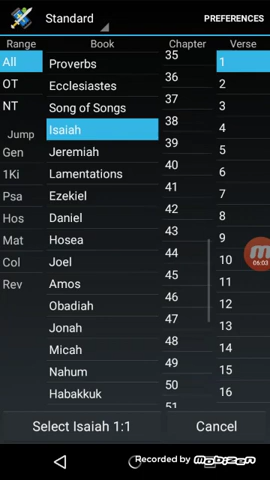 Standard PREFERENCES
Range Book Chapter Verse
All
OT
NT
Jump
Gen
1Ki
Psa
Hos
Mat
Col
Rev
Proverbs
Ecclesiastes
Song of Songs
Isaiah
Jeremiah
Lamentations
Ezekiel
Daniel
Hosea
Joel
Amos
Obadiah
Jonah
Micah
Nahum
Habakkuk
35
36
37
38
39
40
41
42
43
44
45
46
47
48
49
50
51
1
2
3
4
5
6
7
8
9
10
11
12
13
14
15
16
06:03
Select Isaiah 1:1 Cancel
Recorded by mobizen